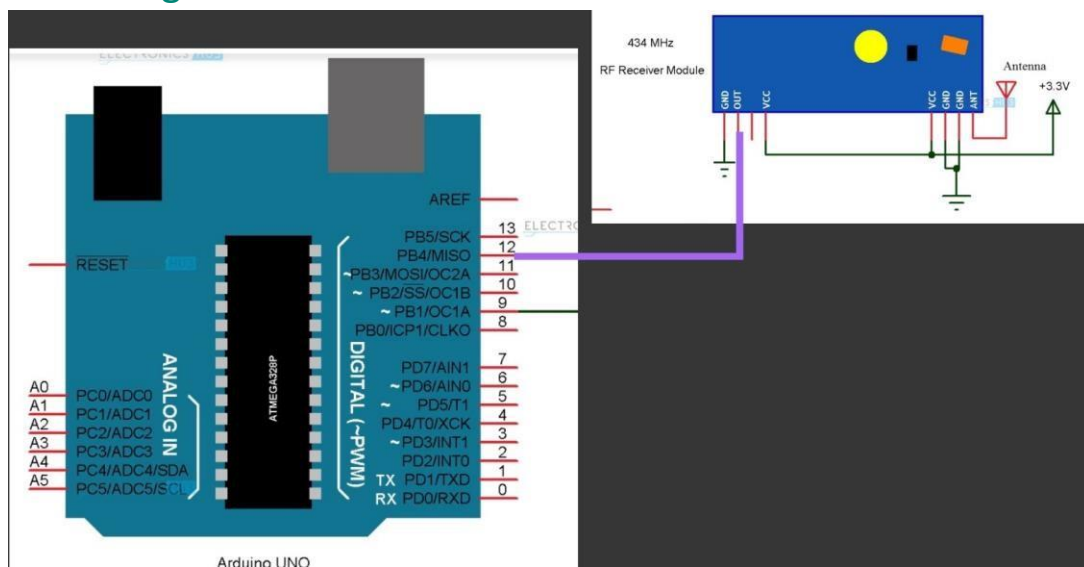 ELECTRONICS HUB
434 MHz
RF Receiver Module
GND
OUT
VCC
VCC
GND
GND
ANT
Antenna
+3.3V
AREF
PB5/SCK 13
PB4/MISO 12
~PB3/MOSI/OC2A 11
~ PB2/SS/OC1B 10
~ PB1/OC1A 9
PB0/ICP1/CLKO 8
PD7/AIN1 7
~PD6/AIN0 6
~ PD5/T1 5
PD4/T0/XCK 4
~PD3/INT1 3
PD2/INT0 2
TX PD1/TXD 1
RX PD0/RXD 0
ELECTRO
RESET
ATMEGA328P
DIGITAL (~PWM)
ANALOG IN
A0 PC0/ADC0
A1 PC1/ADC1
A2 PC2/ADC2
A3 PC3/ADC3
A4 PC4/ADC4/SDA
A5 PC5/ADC5/SCL
Arduino UNO